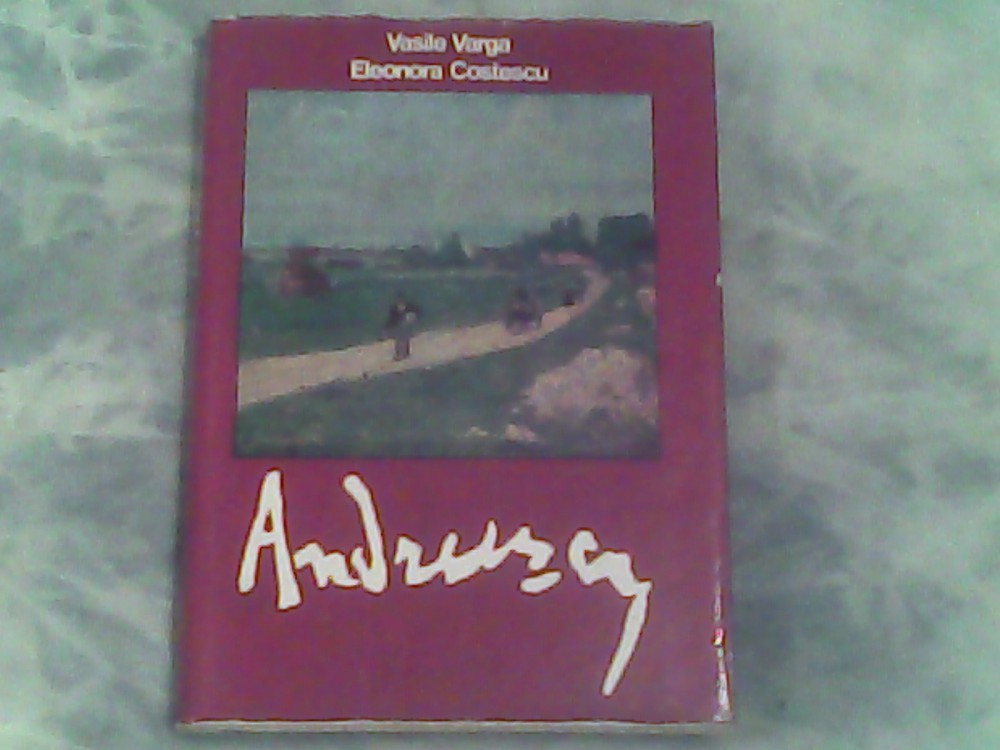 Vasile Varga
Eleonora Costescu
Andreescu